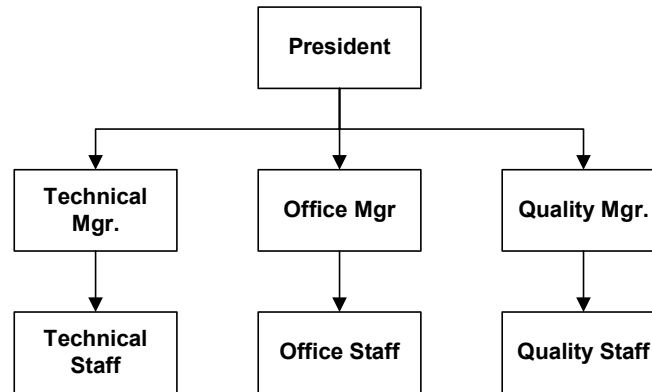 President
Technical
Mgr.
Office Mgr
Quality Mgr.
Technical
Staff
Office Staff
Quality Staff